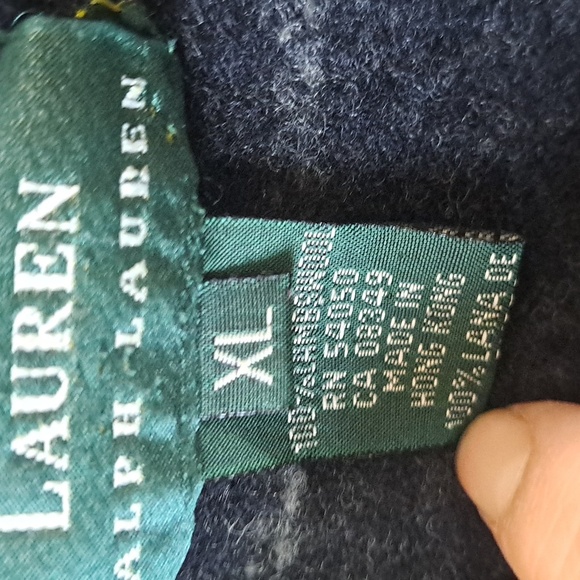 LAUREN
RALPH LAUREN
XL
100% LAMBSWOOL
RN 54050
CA 08349
MADE IN
HONG KONG
100% LANA DE